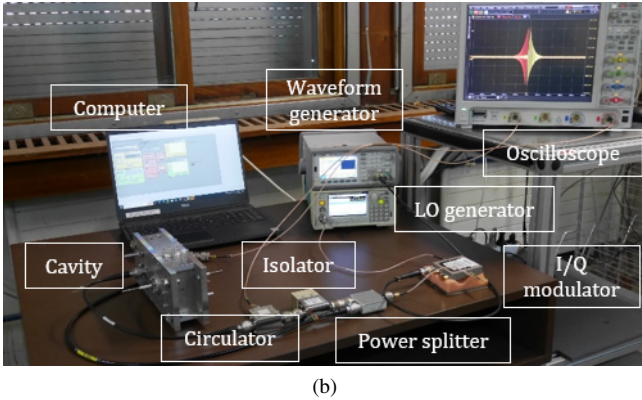 Waveform
generator
Computer
Oscilloscope
LO generator
Cavity
Isolator
I/Q
modulator
Circulator
Power splitter
(b)